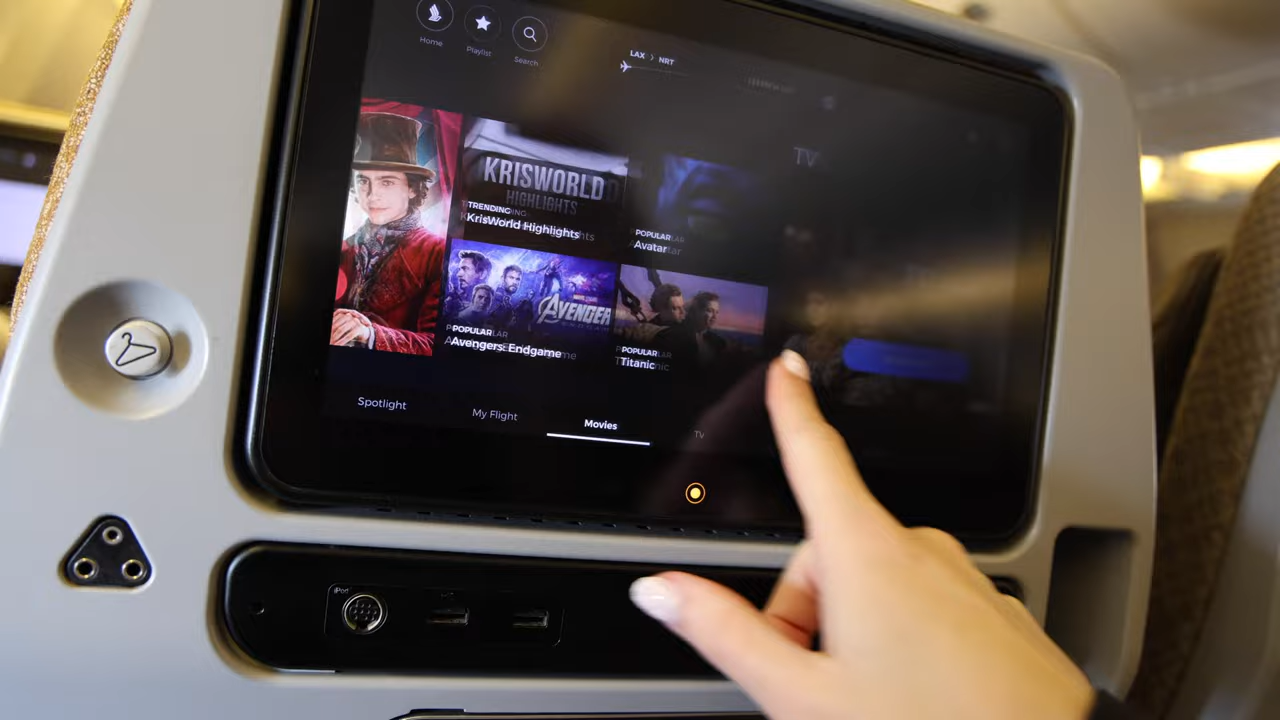 Home
Playlist
Search
LAX > NRT
TV
KRISWORLD
HIGHLIGHTS
TRENDING
KrisWorld Highlights
POPULAR
Avatar
AVENGERS
POPULAR
Avengers: Endgame
POPULAR
Titanic
Spotlight
My Flight
Movies
TV
iPod